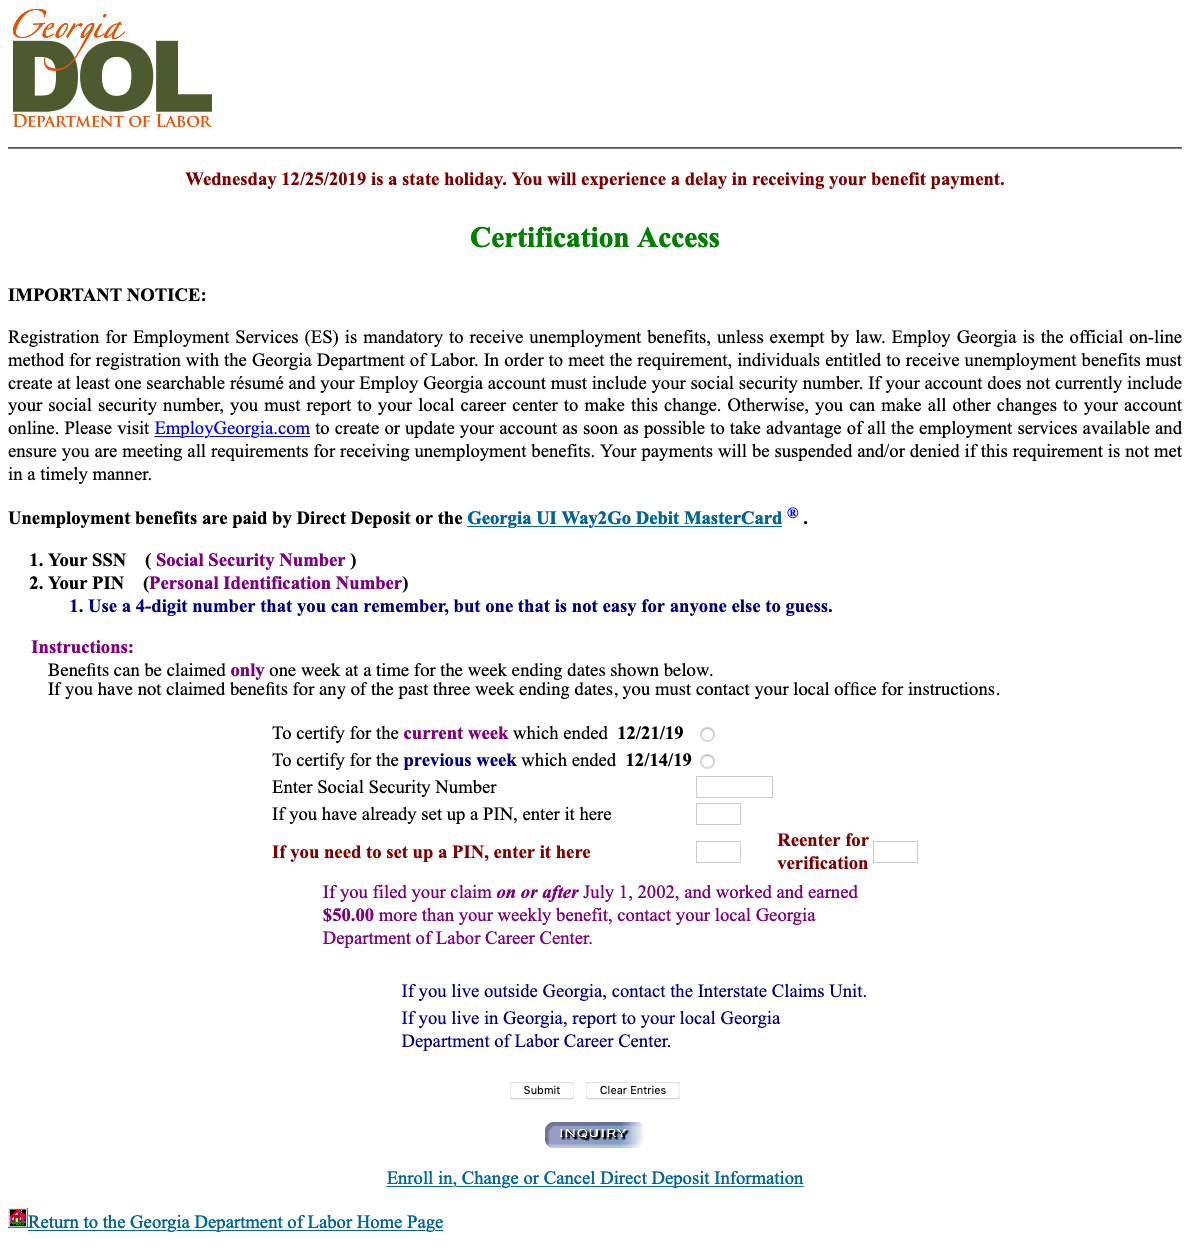 Georgia
DOL
DEPARTMENT OF LABOR
Wednesday 12/25/2019 is a state holiday. You will experience a delay in receiving your benefit payment.
Certification Access
IMPORTANT NOTICE:
Registration for Employment Services (ES) is mandatory to receive unemployment benefits, unless exempt by law. Employ Georgia is the official on-line
method for registration with the Georgia Department of Labor. In order to meet the requirement, individuals entitled to receive unemployment benefits must
create at least one searchable résumé and your Employ Georgia account must include your social security number. If your account does not currently include
your social security number, you must report to your local career center to make this change. Otherwise, you can make all other changes to your account
online. Please visit EmployGeorgia.com to create or update your account as soon as possible to take advantage of all the employment services available and
ensure you are meeting all requirements for receiving unemployment benefits. Your payments will be suspended and/or denied if this requirement is not met
in a timely manner.
Unemployment benefits are paid by Direct Deposit or the Georgia UI Way2Go Debit MasterCard ® .
1. Your SSN ( Social Security Number )
2. Your PIN (Personal Identification Number)
1. Use a 4-digit number that you can remember, but one that is not easy for anyone else to guess.
Instructions:
Benefits can be claimed only one week at a time for the week ending dates shown below.
If you have not claimed benefits for any of the past three week ending dates, you must contact your local office for instructions.
To certify for the current week which ended 12/21/19
To certify for the previous week which ended 12/14/19
Enter Social Security Number
If you have already set up a PIN, enter it here
If you need to set up a PIN, enter it here
Reenter for
verification
If you filed your claim on or after July 1, 2002, and worked and earned
$50.00 more than your weekly benefit, contact your local Georgia
Department of Labor Career Center.
If you live outside Georgia, contact the Interstate Claims Unit.
If you live in Georgia, report to your local Georgia
Department of Labor Career Center.
Submit Clear Entries
INQUIRY
Enroll in, Change or Cancel Direct Deposit Information
Return to the Georgia Department of Labor Home Page